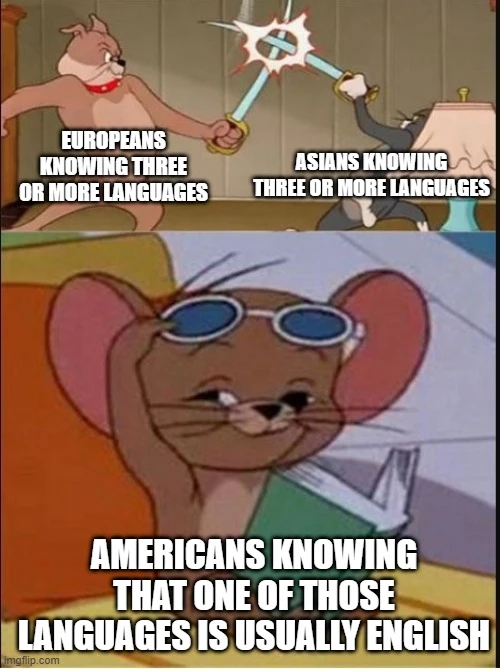 EUROPEANS
KNOWING THREE
OR MORE LANGUAGES
ASIANS KNOWING
THREE OR MORE LANGUAGES
AMERICANS KNOWING
THAT ONE OF THOSE
LANGUAGES IS USUALLY ENGLISH
imgflip.com